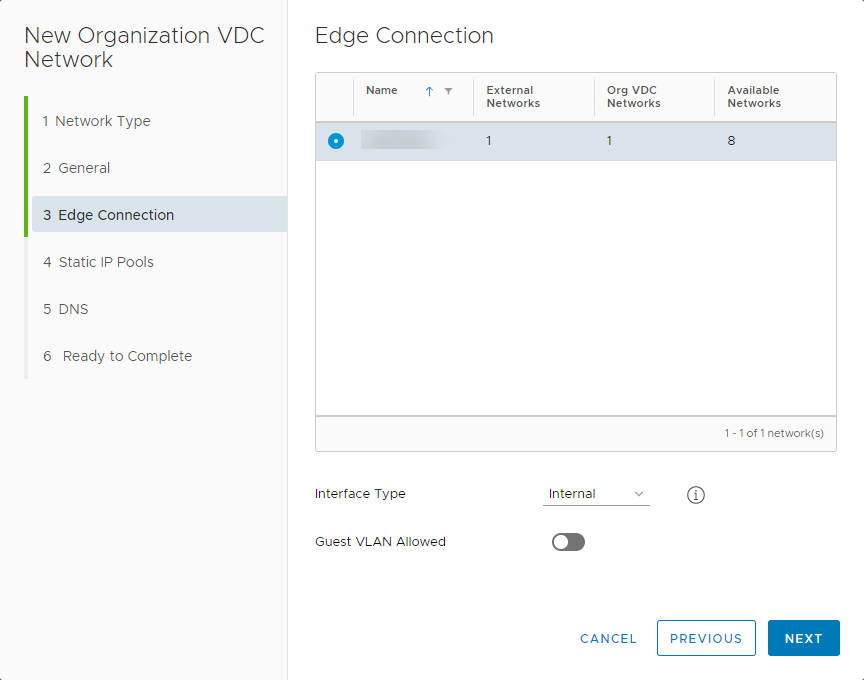 New Organization VDC
Network
1 Network Type
2 General
3 Edge Connection
4 Static IP Pools
5 DNS
6 Ready to Complete
Edge Connection
Name External Networks Org VDC Networks Available Networks
1 1 8
1 - 1 of 1 network(s)
Interface Type Internal
Guest VLAN Allowed
CANCEL PREVIOUS NEXT